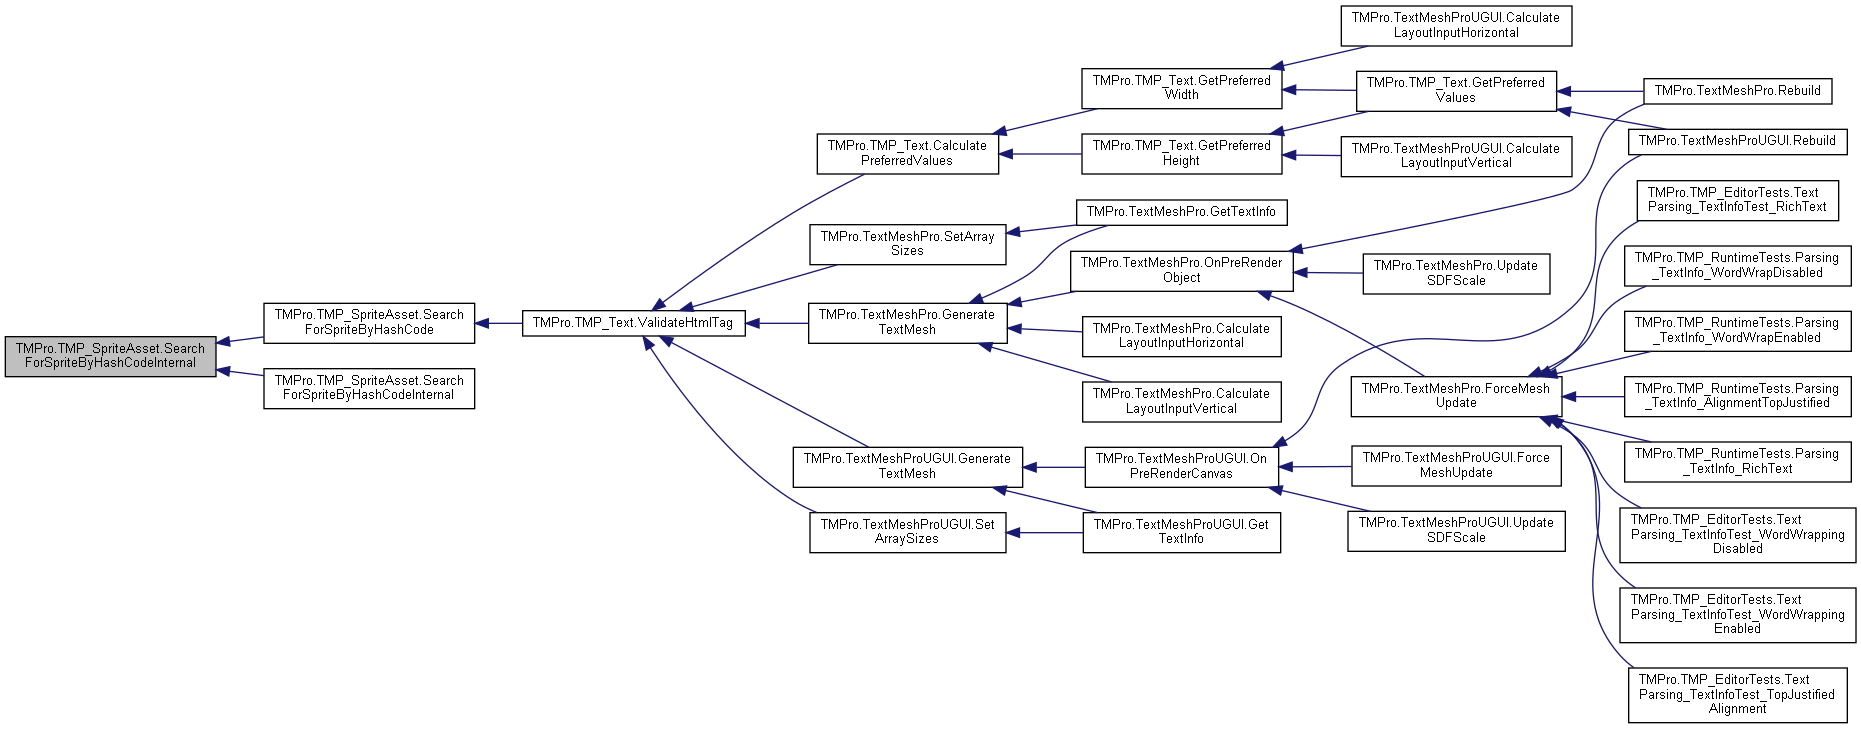 TMPro.TMP_SpriteAsset.Search
ForSpriteByHashCodeInternal
TMPro.TMP_SpriteAsset.Search
ForSpriteByHashCode
TMPro.TMP_SpriteAsset.Search
ForSpriteByHashCodeInternal
TMPro.TMP_Text.ValidateHtmlTag
TMPro.TMP_Text.Calculate
PreferredValues
TMPro.TextMeshPro.SetArray
Sizes
TMPro.TextMeshPro.Generate
TextMesh
TMPro.TextMeshProUGUI.Generate
TextMesh
TMPro.TextMeshProUGUI.Set
ArraySizes
TMPro.TMP_Text.GetPreferred
Width
TMPro.TMP_Text.GetPreferred
Height
TMPro.TextMeshPro.GetTextInfo
TMPro.TextMeshPro.OnPreRender
Object
TMPro.TextMeshPro.Calculate
LayoutInputHorizontal
TMPro.TextMeshPro.Calculate
LayoutInputVertical
TMPro.TextMeshProUGUI.On
PreRenderCanvas
TMPro.TextMeshProUGUI.Get
TextInfo
TMPro.TextMeshProUGUI.Calculate
LayoutInputHorizontal
TMPro.TMP_Text.GetPreferred
Values
TMPro.TextMeshProUGUI.Calculate
LayoutInputVertical
TMPro.TextMeshPro.Update
SDFScale
TMPro.TextMeshPro.ForceMesh
Update
TMPro.TextMeshProUGUI.Force
MeshUpdate
TMPro.TextMeshProUGUI.Update
SDFScale
TMPro.TextMeshPro.Rebuild
TMPro.TextMeshProUGUI.Rebuild
TMPro.TMP_EditorTests.Text
Parsing_TextInfoTest_RichText
TMPro.TMP_RuntimeTests.Parsing
_TextInfo_WordWrapDisabled
TMPro.TMP_RuntimeTests.Parsing
_TextInfo_WordWrapEnabled
TMPro.TMP_RuntimeTests.Parsing
_TextInfo_AlignmentTopJustified
TMPro.TMP_RuntimeTests.Parsing
_TextInfo_RichText
TMPro.TMP_EditorTests.Text
Parsing_TextInfoTest_WordWrapping
Disabled
TMPro.TMP_EditorTests.Text
Parsing_TextInfoTest_WordWrapping
Enabled
TMPro.TMP_EditorTests.Text
Parsing_TextInfoTest_TopJustified
Alignment